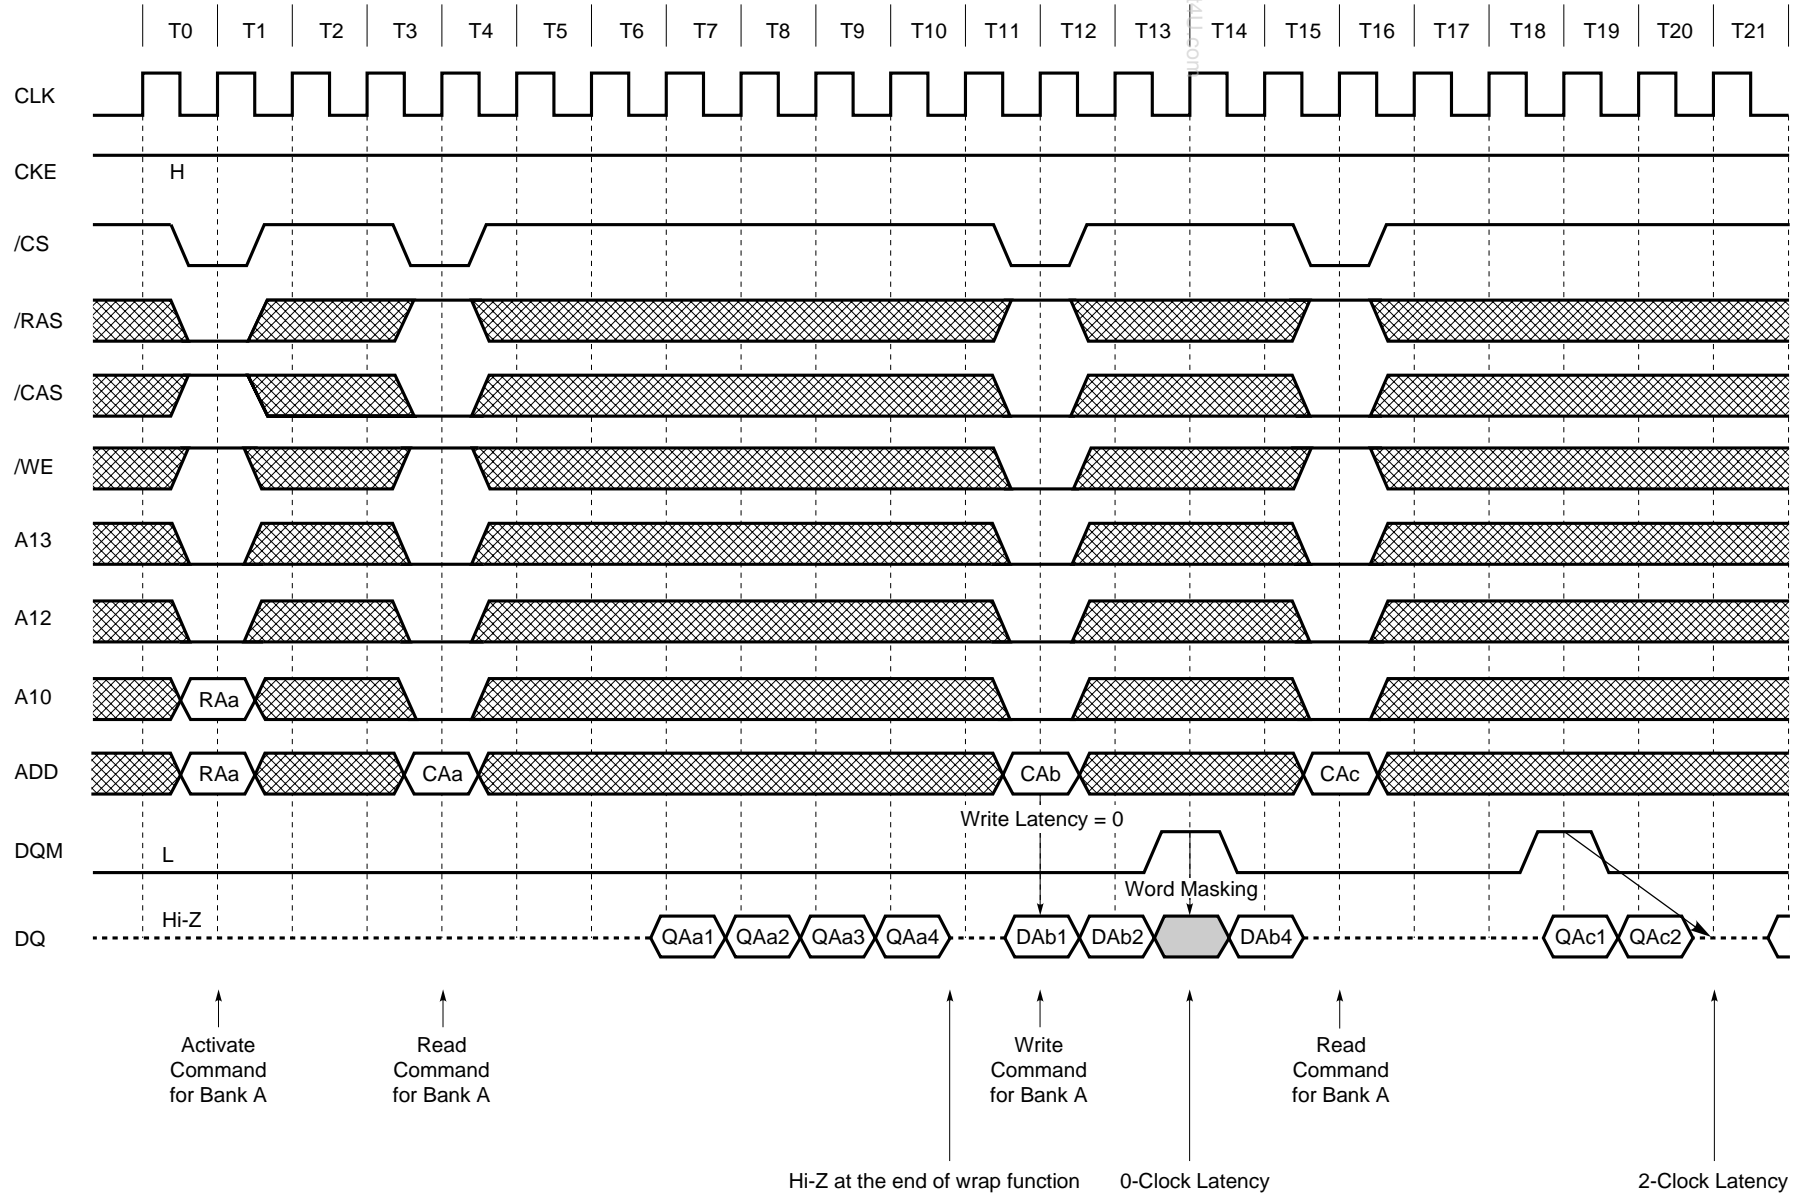 T0 T1 T2 T3 T4 T5 T6 T7 T8 T9 T10 T11 T12 T13 T14 T15 T16 T17 T18 T19 T20 T21
CLK
CKE H
/CS
/RAS
/CAS
/WE
A13
A12
A10 RAa
ADD RAa CAa CAb CAc
Write Latency = 0
DQM L
Word Masking
Hi-Z
DQ QAa1 QAa2 QAa3 QAa4 DAb1 DAb2 DAb4 QAc1 QAc2
Activate Read Write Read
Command Command Command Command
for Bank A for Bank A for Bank A for Bank A
Hi-Z at the end of wrap function 0-Clock Latency 2-Clock Latency